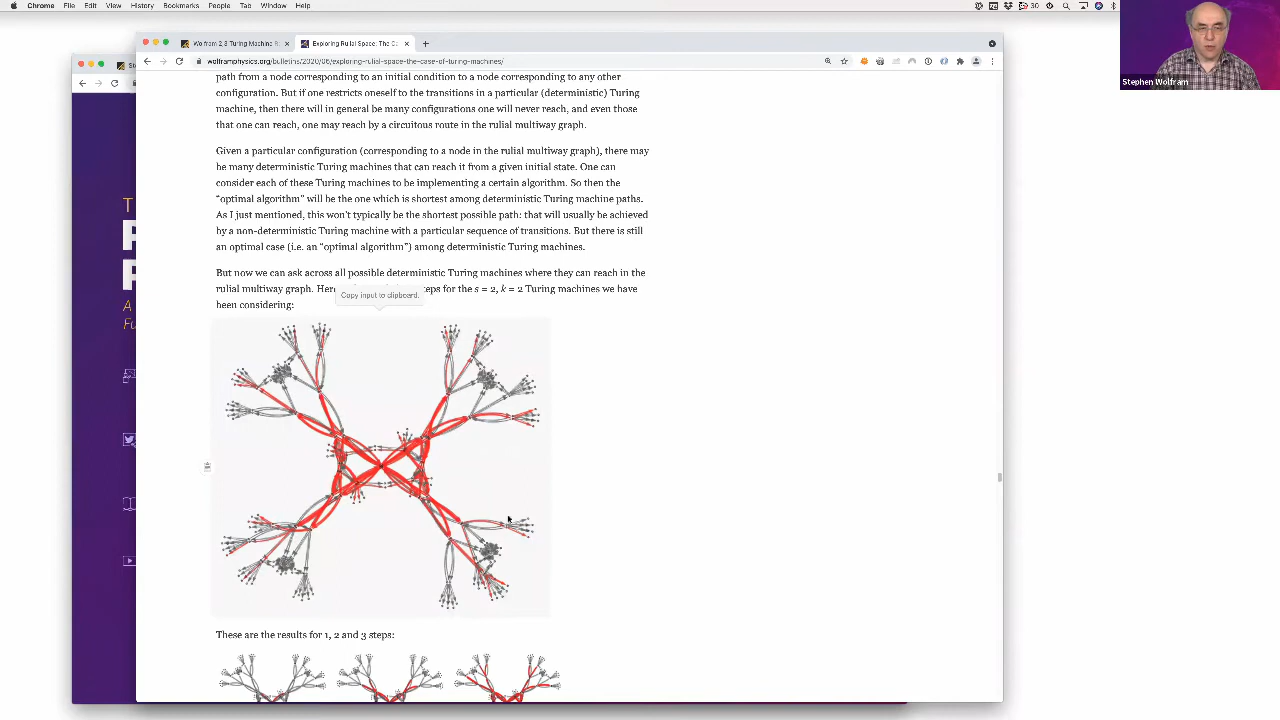 Chrome File Edit View History Bookmarks People Tab Window Help
30
Stephen Wolfram
Wolfram 2,3 Turing Machine R
Exploring Rulial Space: The Ca
wolframphysics.org/bulletins/2020/06/exploring-rulial-space-the-case-of-turing-machines/
path from a node corresponding to an initial condition to a node corresponding to any other
configuration. But if one restricts oneself to the transitions in a particular (deterministic) Turing
machine, then there will in general be many configurations one will never reach, and even those
that one can reach, one may reach by a circuitous route in the rulial multiway graph.
Given a particular configuration (corresponding to a node in the rulial multiway graph), there may
be many deterministic Turing machines that can reach it from a given initial state. One can
consider each of these Turing machines to be implementing a certain algorithm. So then the
“optimal algorithm” will be the one which is shortest among deterministic Turing machine paths.
As I just mentioned, this won’t typically be the shortest possible path: that will usually be achieved
by a non-deterministic Turing machine with a particular sequence of transitions. But there is still
an optimal case (i.e. an “optimal algorithm”) among deterministic Turing machines.
But now we can ask across all possible deterministic Turing machines where they can reach in the
rulial multiway graph. Here steps for the s = 2, k = 2 Turing machines we have
Copy input to clipboard.
been considering:
These are the results for 1, 2 and 3 steps: